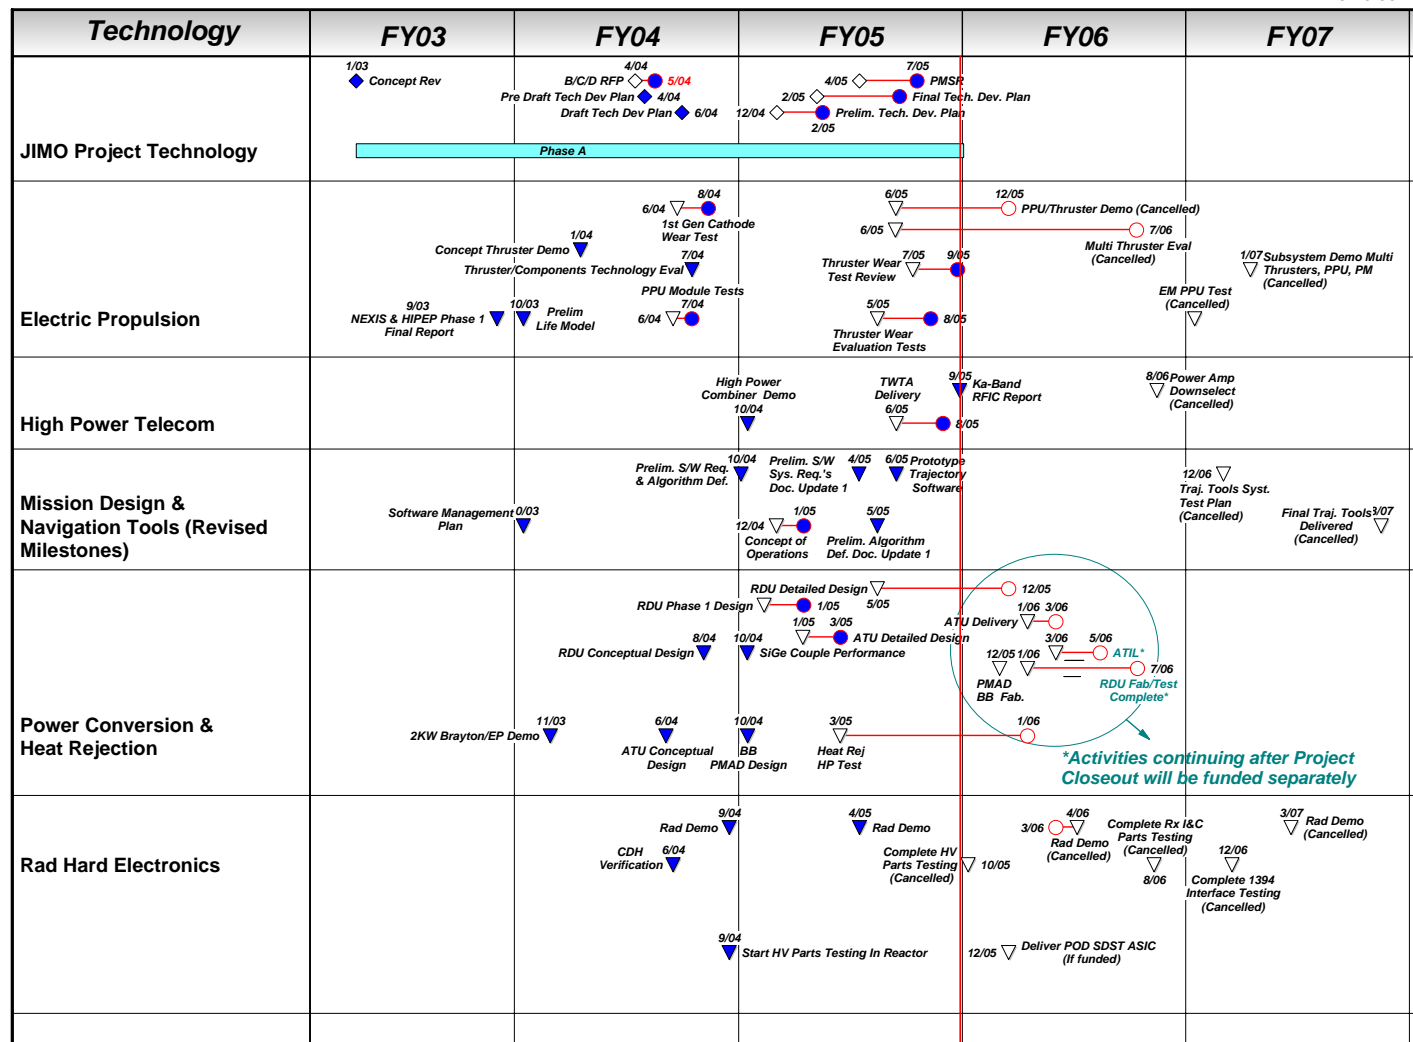 Technology FY03 FY04 FY05 FY06 FY07
JIMO Project Technology
1/03
Concept Rev
4/04
B/C/D RFP 5/04
Pre Draft Tech Dev Plan 4/04
Draft Tech Dev Plan 6/04
7/05
4/05 PMSR
2/05 Final Tech. Dev. Plan
12/04 Prelim. Tech. Dev. Plan
2/05
Phase A
Electric Propulsion
8/04
6/04
1st Gen Cathode
Wear Test
1/04
Concept Thruster Demo
7/04
Thruster/Components Technology Eval
PPU Module Tests
7/04
6/04
9/03
NEXIS & HIPEP Phase 1
Final Report
10/03
Prelim
Life Model
6/05 12/05
PPU/Thruster Demo (Cancelled)
6/05 7/06
Multi Thruster Eval
(Cancelled)
7/05 9/05
Thruster Wear
Test Review
5/05
8/05
Thruster Wear
Evaluation Tests
1/07 Subsystem Demo Multi
Thrusters, PPU, PM
(Cancelled)
EM PPU Test
(Cancelled)
High Power Telecom
High Power
Combiner Demo
10/04
TWTA
Delivery
6/05
8/05
9/05
Ka-Band
RFIC Report
8/06 Power Amp
Downselect
(Cancelled)
Mission Design &
Navigation Tools (Revised
Milestones)
10/04
Prelim. S/W Req.
& Algorithm Def.
Prelim. S/W
Sys. Req.'s
Doc. Update 1
4/05
6/05 Prototype
Trajectory
Software
Software Management
Plan
0/03
1/05
12/04
Concept of
Operations
5/05
Prelim. Algorithm
Def. Doc. Update 1
12/06
Traj. Tools Syst.
Test Plan
(Cancelled)
Final Traj. Tools
Delivered
(Cancelled)
3/07
Power Conversion &
Heat Rejection
RDU Detailed Design 12/05
5/05
RDU Phase 1 Design 1/05
1/05 3/05
ATU Detailed Design
8/04
RDU Conceptual Design
10/04
SiGe Couple Performance
11/03
2KW Brayton/EP Demo
6/04
ATU Conceptual
Design
10/04
BB
PMAD Design
3/05
Heat Rej
HP Test
1/06
1/06 3/06
ATU Delivery
3/06 5/06
ATIL*
12/05 1/06
7/06
PMAD
BB Fab.
RDU Fab/Test
Complete*
*Activities continuing after Project
Closeout will be funded separately
Rad Hard Electronics
9/04
Rad Demo
CDH
Verification
6/04
4/05
Rad Demo
Complete HV
Parts Testing
(Cancelled)
10/05
4/06
3/06
Rad Demo
(Cancelled)
Complete Rx I&C
Parts Testing
(Cancelled)
8/06
3/07
Rad Demo
(Cancelled)
12/06
Complete 1394
Interface Testing
(Cancelled)
9/04
Start HV Parts Testing In Reactor
12/05
Deliver POD SDST ASIC
(If funded)